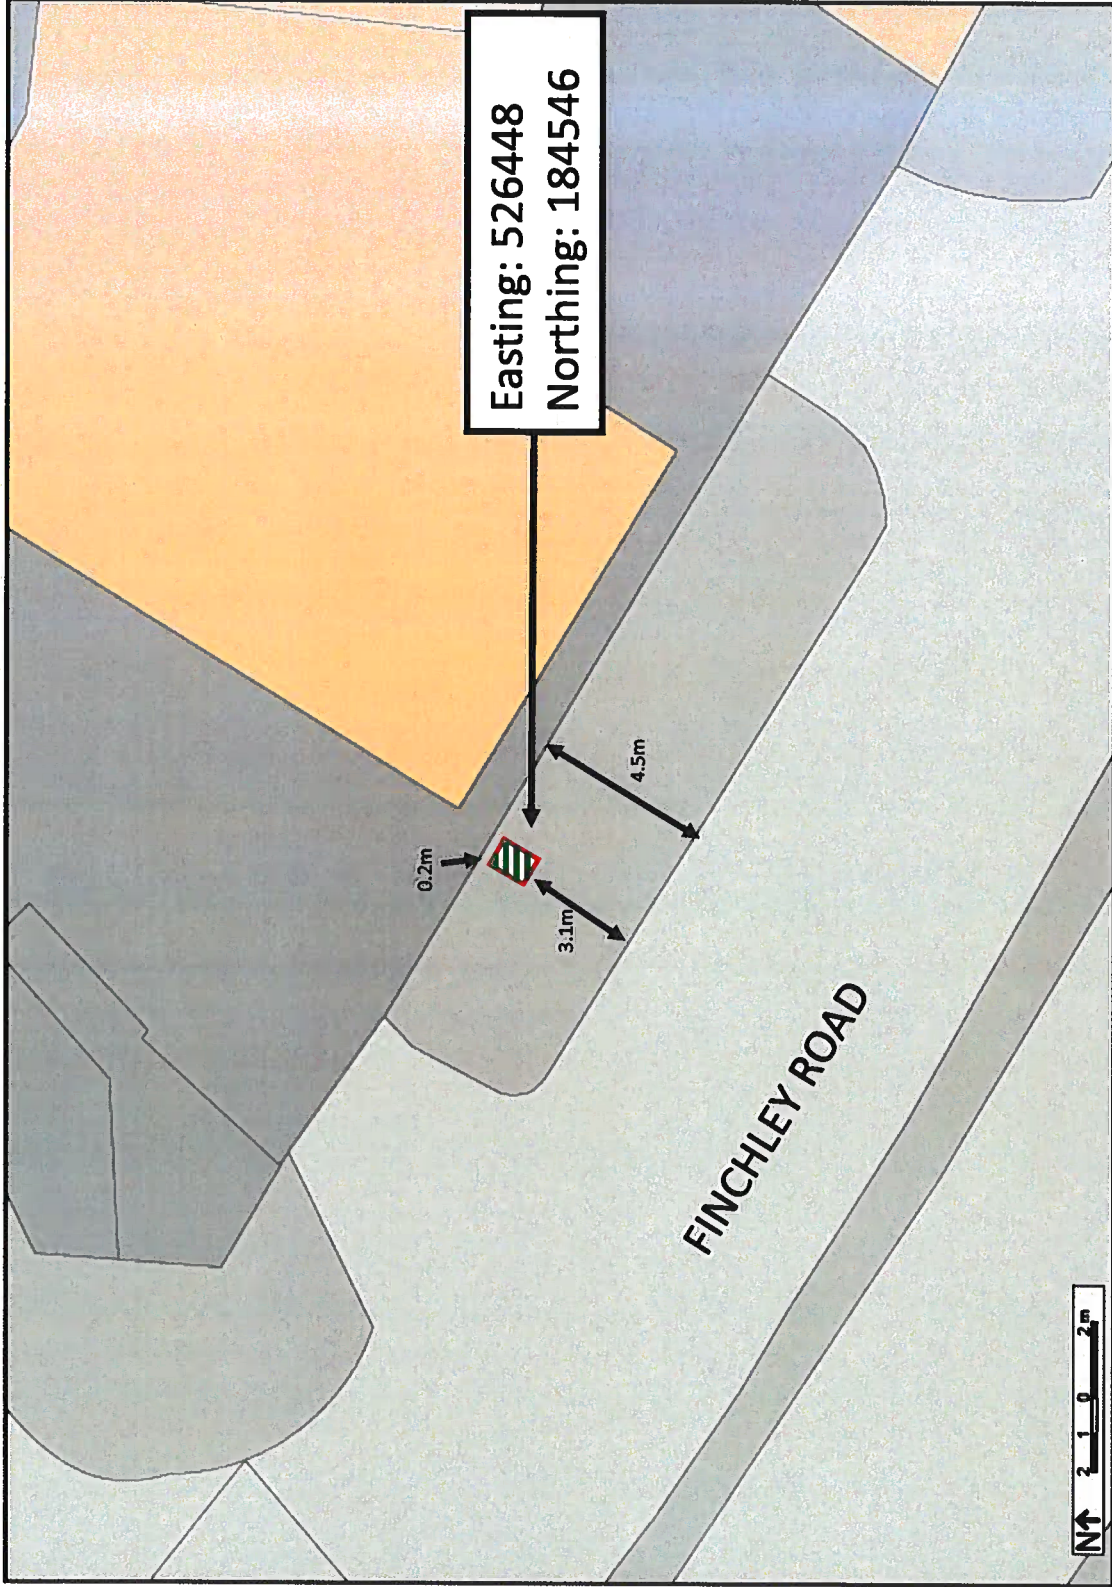 Easting: 526448
Northing: 184546
0.2m
4.5m
3.1m
FINCHLEY ROAD
N
2 1 0 2m